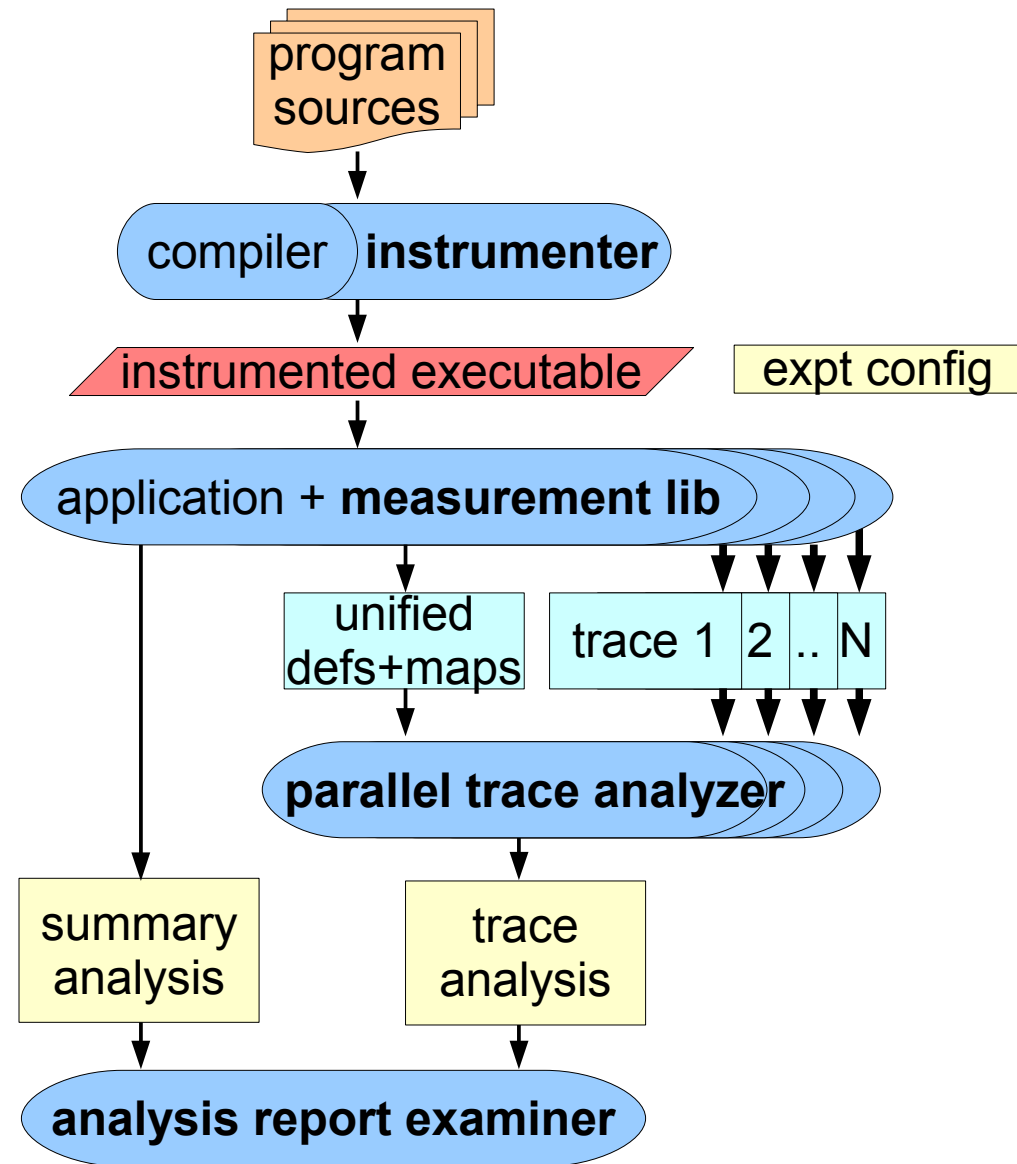 program
sources
compiler instrumenter
instrumented executable
expt config
application + measurement lib
unified
defs+maps
trace 1 2 .. N
parallel trace analyzer
summary
analysis
trace
analysis
analysis report examiner